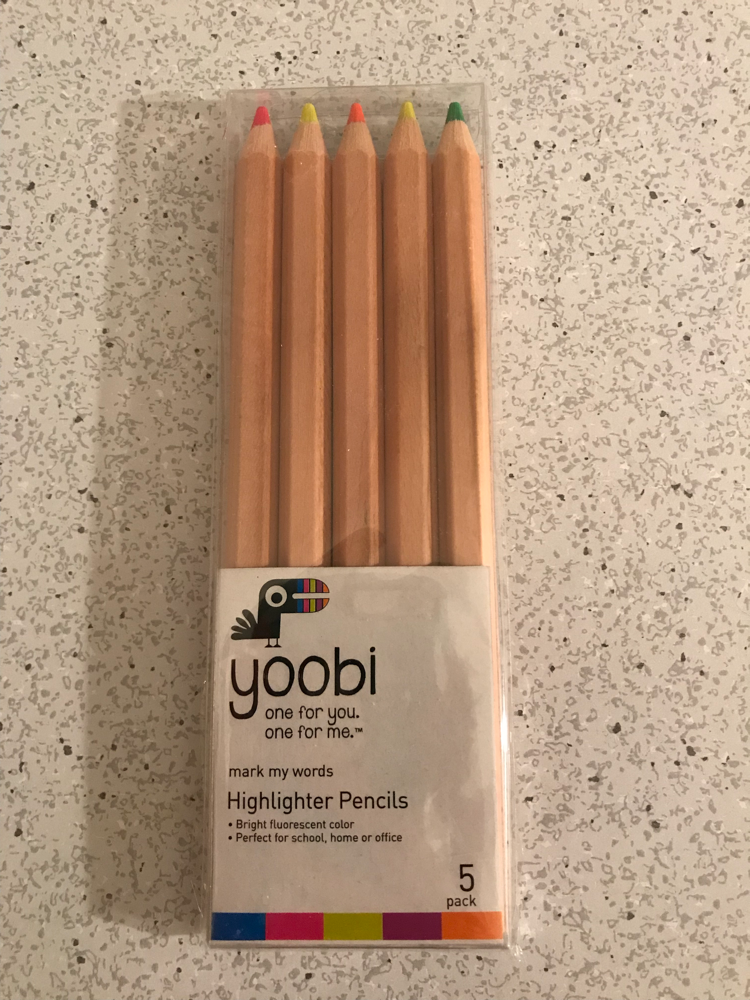 yoobi
one for you.
one for me.™
mark my words
Highlighter Pencils
• Bright fluorescent color
• Perfect for school, home or office
5
pack